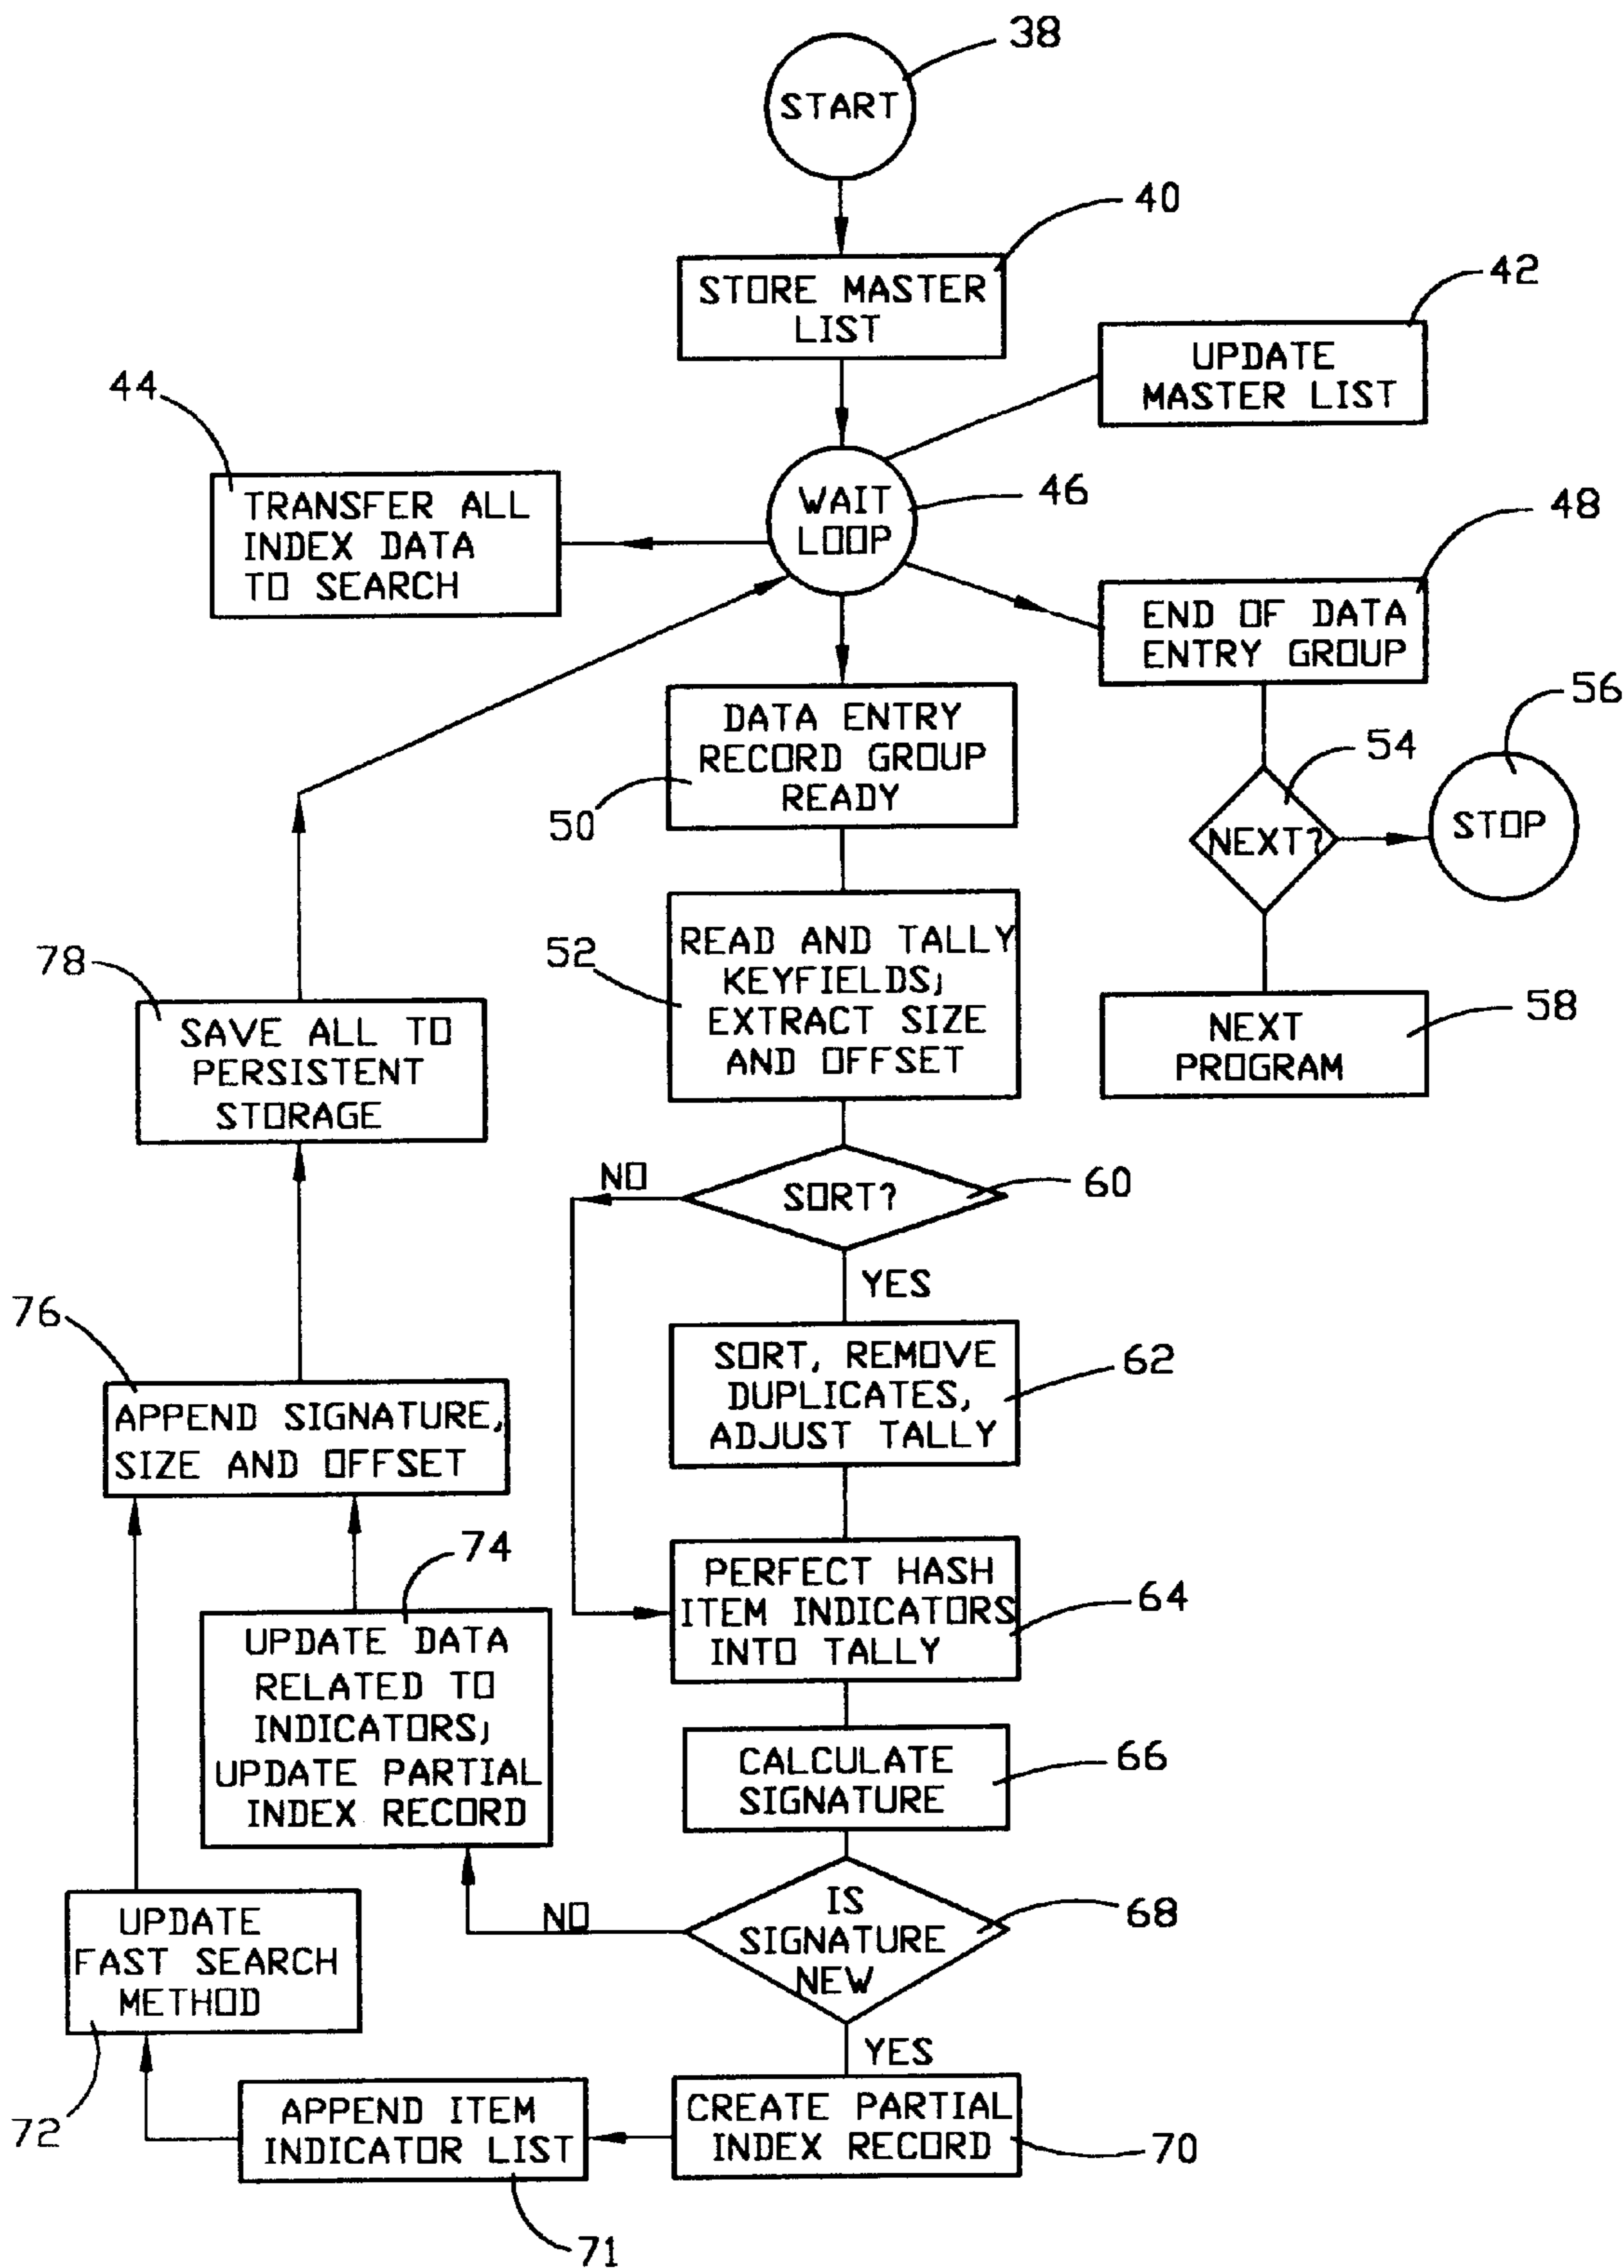 38
START
40
STORE MASTER
LIST
42
UPDATE
MASTER LIST
44
TRANSFER ALL
INDEX DATA
TO SEARCH
WAIT
LOOP
46
48
END OF DATA
ENTRY GROUP
DATA ENTRY
RECORD GROUP
READY
50
54
NEXT?
56
STOP
52
READ AND TALLY
KEYFIELDS;
EXTRACT SIZE
AND OFFSET
58
NEXT
PROGRAM
78
SAVE ALL TO
PERSISTENT
STORAGE
NO
SORT?
60
YES
76
APPEND SIGNATURE,
SIZE AND OFFSET
SORT, REMOVE
DUPLICATES,
ADJUST TALLY
62
74
UPDATE DATA
RELATED TO
INDICATORS;
UPDATE PARTIAL
INDEX RECORD
PERFECT HASH
ITEM INDICATORS
INTO TALLY
64
CALCULATE
SIGNATURE
66
NO
IS
SIGNATURE
NEW
68
YES
UPDATE
FAST SEARCH
METHOD
72
APPEND ITEM
INDICATOR LIST
71
CREATE PARTIAL
INDEX RECORD
70